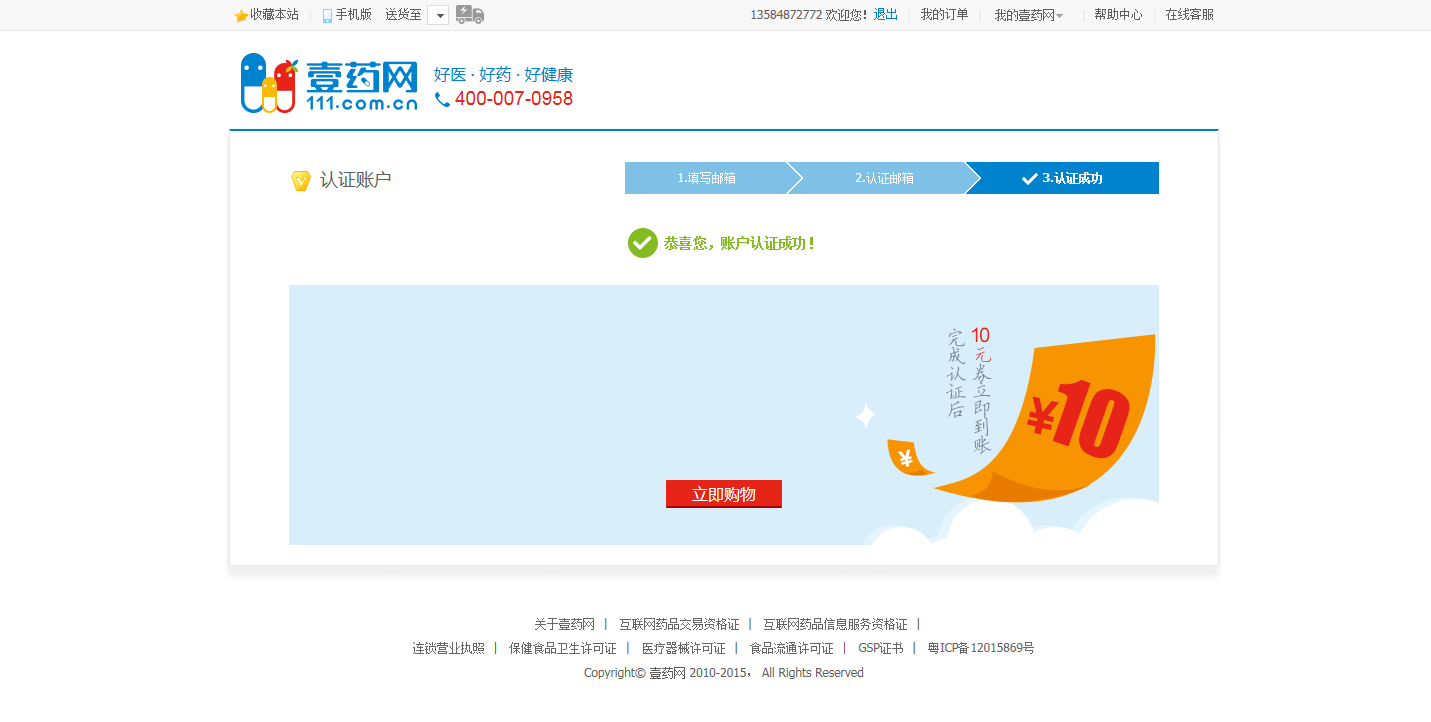 收藏本站 手机版 送货至 13584872772 欢迎您! 退出 我的订单 我的壹药网 帮助中心 在线客服
壹药网
111.com.cn
好医 · 好药 · 好健康
400-007-0958
认证账户
1.填写邮箱 2.认证邮箱 3.认证成功
恭喜您，账户认证成功！
10元券立即到账
完成认证后
¥10
¥
立即购物
关于壹药网 | 互联网药品交易资格证 | 互联网药品信息服务资格证 |
连锁营业执照 | 保健食品卫生许可证 | 医疗器械许可证 | 食品流通许可证 | GSP证书 | 粤ICP备12015869号
Copyright© 壹药网 2010-2015， All Rights Reserved